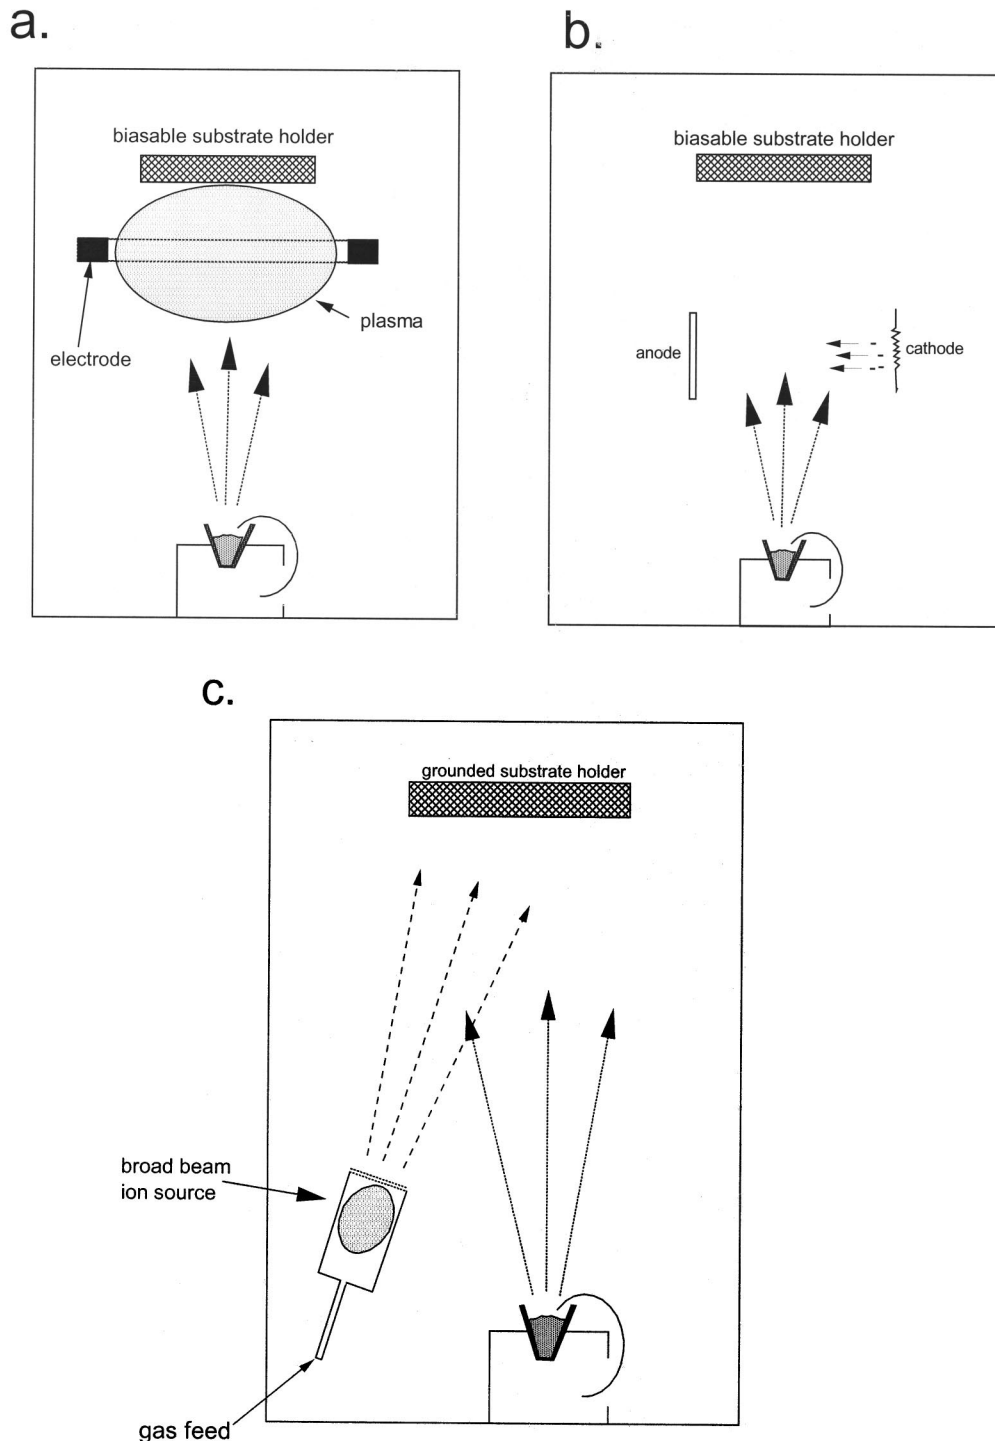 a.
b.
biasable substrate holder
biasable substrate holder
plasma
electrode
anode
cathode
c.
grounded substrate holder
broad beam
ion source
gas feed